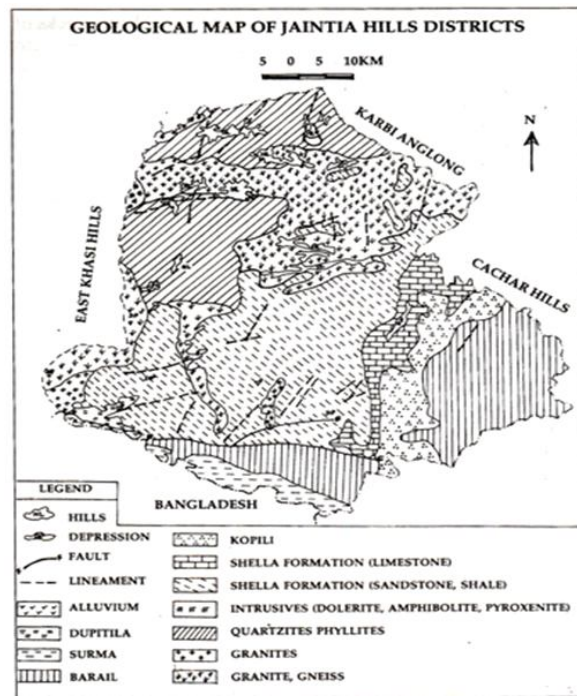 GEOLOGICAL MAP OF JAINTIA HILLS DISTRICTS
5 0 5 10KM
KARBI ANGLONG
N
EAST KHASI HILLS
CACHAR HILLS
BANGLADESH
LEGEND
HILLS
DEPRESSION
FAULT
LINEAMENT
ALLUVIUM
DUPITILA
SURMA
BARAIL
KOPILI
SHELLA FORMATION (LIMESTONE)
SHELLA FORMATION (SANDSTONE, SHALE)
INTRUSIVES (DOLERITE, AMPHIBOLITE, PYROXENITE)
QUARTZITES PHYLLITES
GRANITES
GRANITE, GNEISS